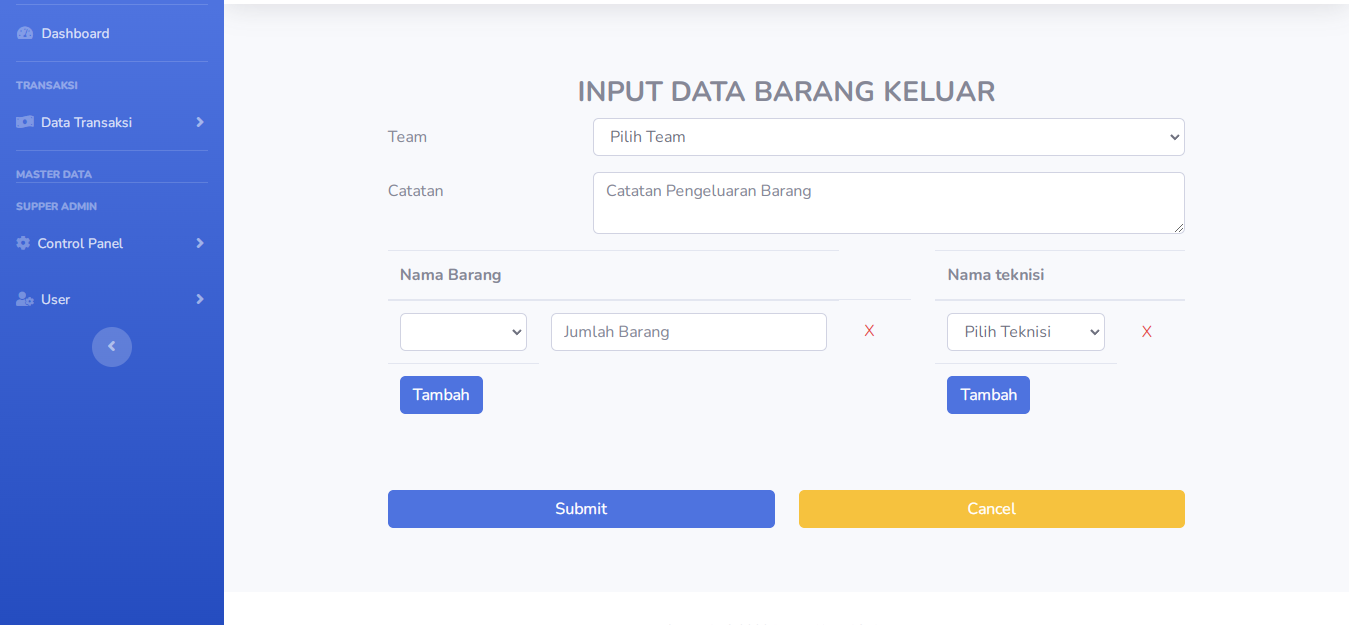 Dashboard
TRANSAKSI
Data Transaksi
MASTER DATA
SUPPER ADMIN
Control Panel
User
INPUT DATA BARANG KELUAR
Team
Pilih Team
Catatan
Catatan Pengeluaran Barang
Nama Barang
Nama teknisi
Jumlah Barang
X
Pilih Teknisi
X
Tambah
Tambah
Submit
Cancel